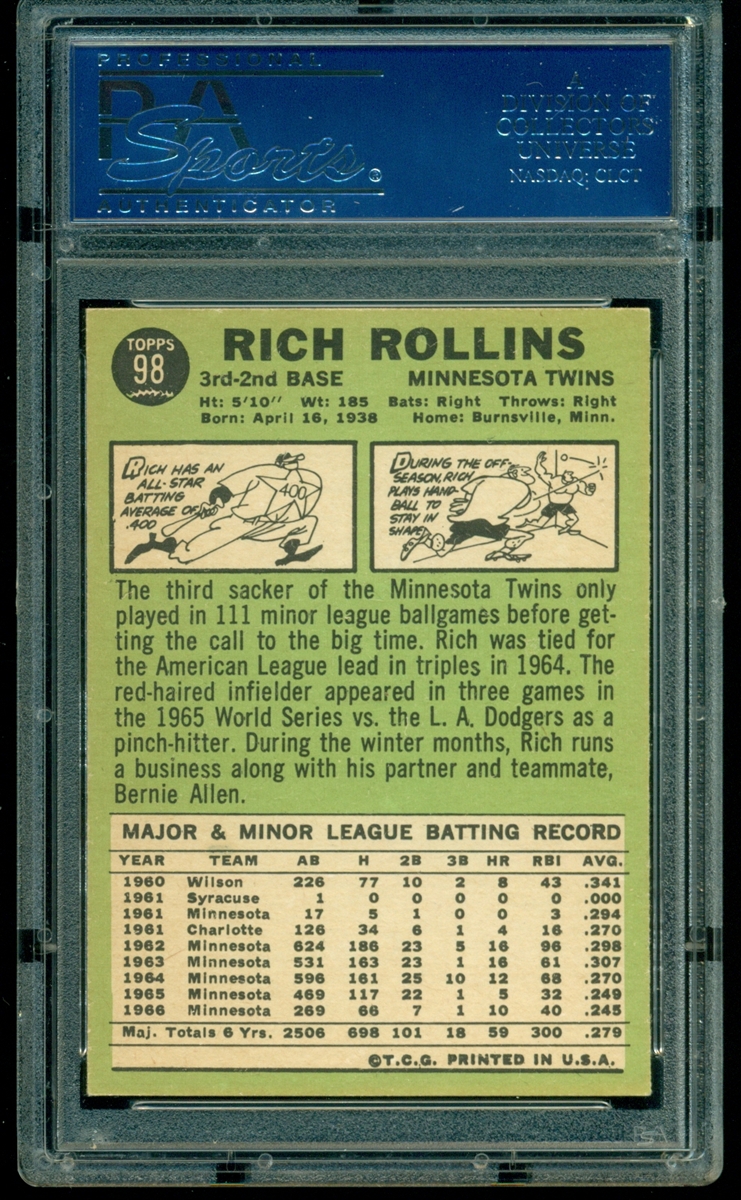 PROFESSIONAL
PSA
Sports®
AUTHENTICATOR
A
DIVISION OF
COLLECTORS
UNIVERSE
NASDAQ: CLCT
TOPPS
98
RICH ROLLINS
3rd-2nd BASE MINNESOTA TWINS
Ht: 5'10" Wt: 185 Bats: Right Throws: Right
Born: April 16, 1938 Home: Burnsville, Minn.
RICH HAS AN
ALL-STAR
BATTING
AVERAGE OF
.400
400
DURING THE OFF-
SEASON, RICH
PLAYS HAND-
BALL TO
STAY IN
SHAPE
The third sacker of the Minnesota Twins only
played in 111 minor league ballgames before get-
ting the call to the big time. Rich was tied for
the American League lead in triples in 1964. The
red-haired infielder appeared in three games in
the 1965 World Series vs. the L. A. Dodgers as a
pinch-hitter. During the winter months, Rich runs
a business along with his partner and teammate,
Bernie Allen.
MAJOR & MINOR LEAGUE BATTING RECORD
YEAR TEAM AB H 2B 3B HR RBI AVG.
1960 Wilson 226 77 10 2 8 43 .341
1961 Syracuse 1 0 0 0 0 0 .000
1961 Minnesota 17 5 1 0 0 3 .294
1961 Charlotte 126 34 6 1 4 16 .270
1962 Minnesota 624 186 23 5 16 96 .298
1963 Minnesota 531 163 23 1 16 61 .307
1964 Minnesota 596 161 25 10 12 68 .270
1965 Minnesota 469 117 22 1 5 32 .249
1966 Minnesota 269 66 7 1 10 40 .245
Maj. Totals 6 Yrs. 2506 698 101 18 59 300 .279
©T.C.G. PRINTED IN U.S.A.